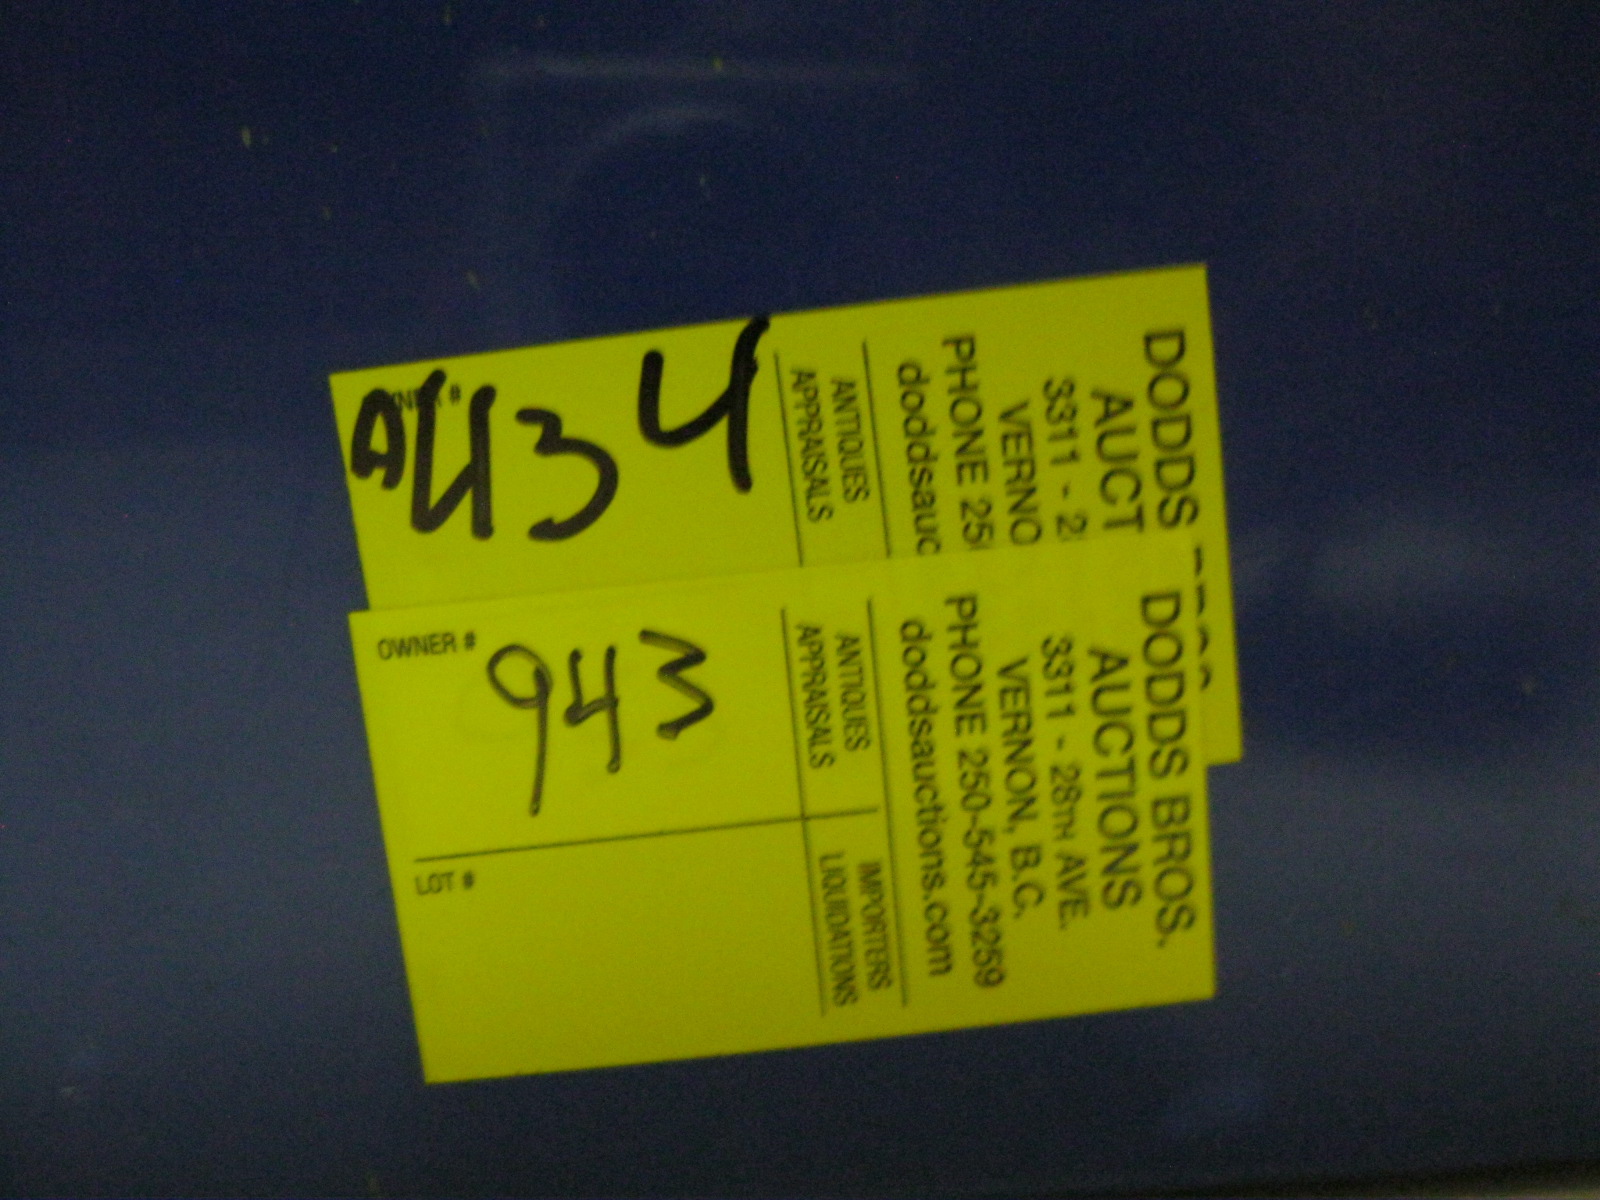 DODDS
AUCT
3311 - 2
VERNO
PHONE 25
doddsauc
ANTIQUES
APPRAISALS
DODDS BROS.
AUCTIONS
3311 - 28TH AVE.
VERNON, B.C.
PHONE 250-545-3259
doddsauctions.com
ANTIQUES IMPORTERS
APPRAISALS LIQUIDATIONS
OWNER #
943
LOT #